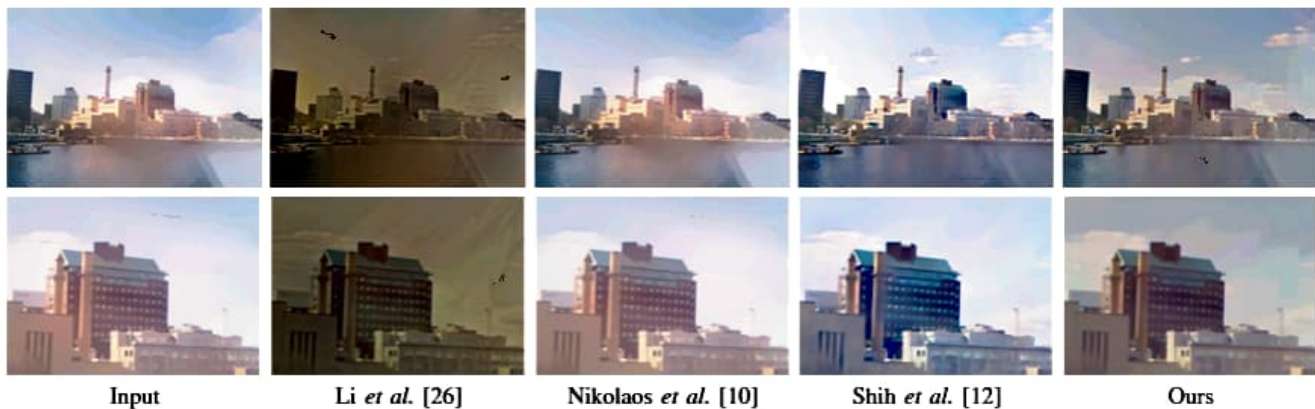 Input Li et al. [26] Nikolaos et al. [10] Shih et al. [12] Ours